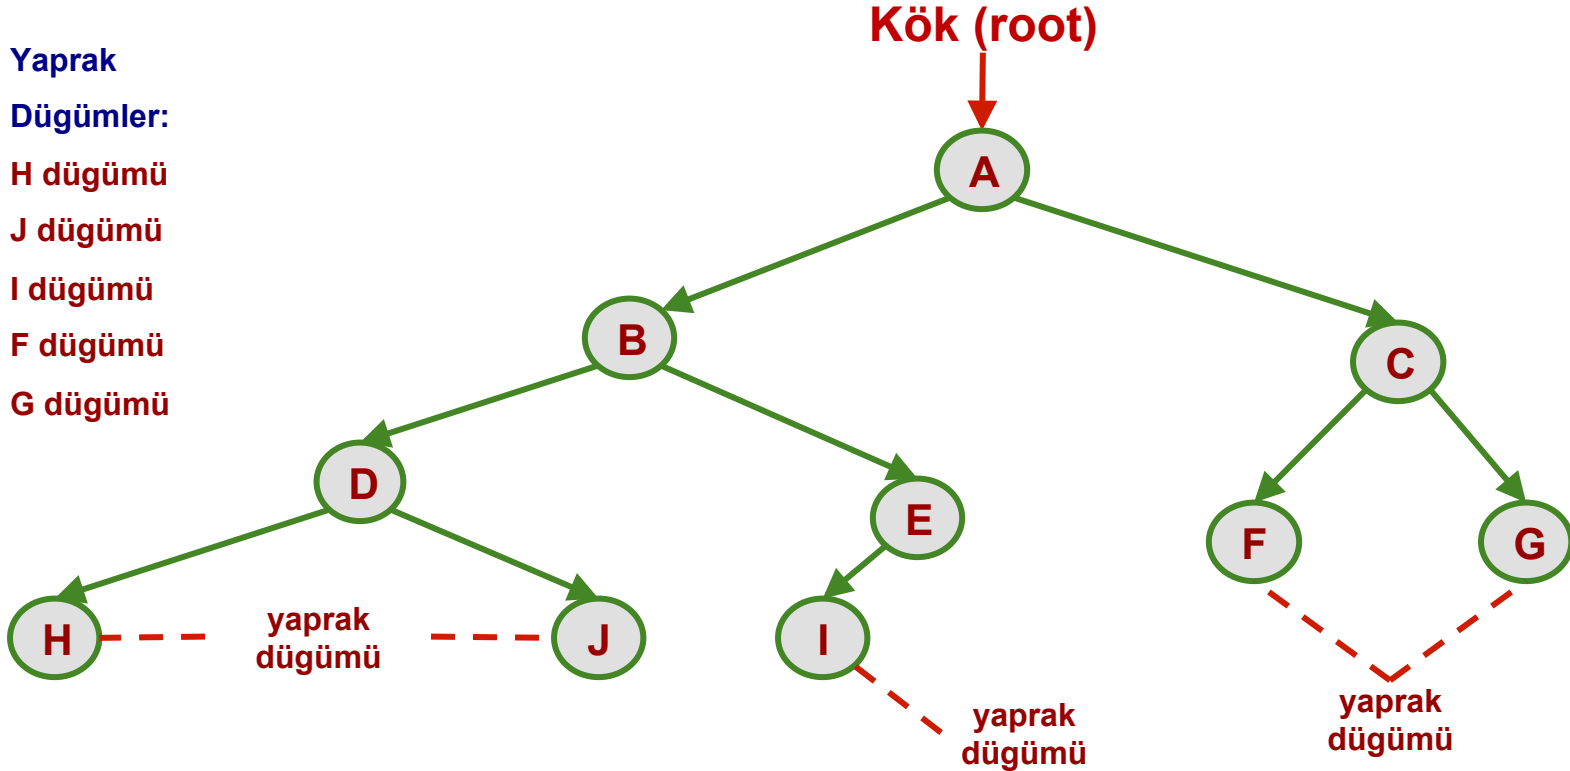 Kök (root)
Yaprak
Dügümler:
H dügümü
J dügümü
I dügümü
F dügümü
G dügümü
A
B
C
D
E
F
G
H
yaprak
dügümü
J
I
yaprak
dügümü
yaprak
dügümü